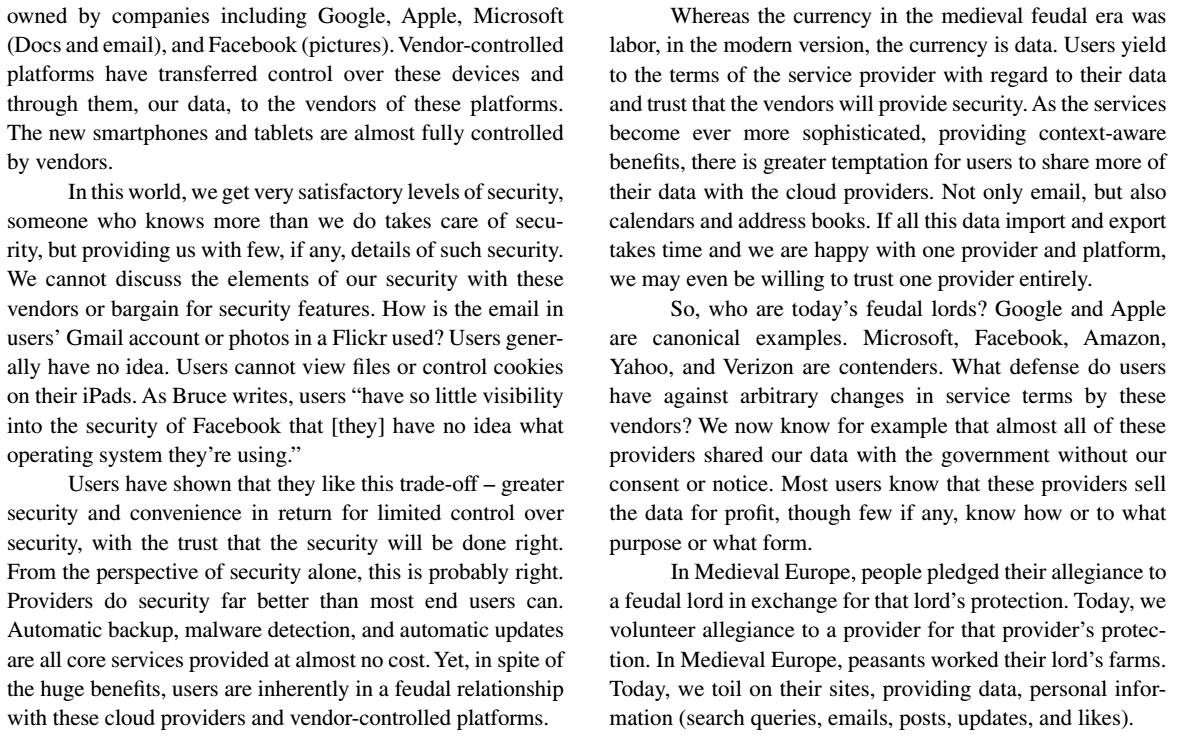 owned by companies including Google, Apple, Microsoft
(Docs and email), and Facebook (pictures). Vendor-controlled
platforms have transferred control over these devices and
through them, our data, to the vendors of these platforms.
The new smartphones and tablets are almost fully controlled
by vendors.
In this world, we get very satisfactory levels of security,
someone who knows more than we do takes care of secu-
rity, but providing us with few, if any, details of such security.
We cannot discuss the elements of our security with these
vendors or bargain for security features. How is the email in
users’ Gmail account or photos in a Flickr used? Users gener-
ally have no idea. Users cannot view files or control cookies
on their iPads. As Bruce writes, users “have so little visibility
into the security of Facebook that [they] have no idea what
operating system they’re using.”
Users have shown that they like this trade-off – greater
security and convenience in return for limited control over
security, with the trust that the security will be done right.
From the perspective of security alone, this is probably right.
Providers do security far better than most end users can.
Automatic backup, malware detection, and automatic updates
are all core services provided at almost no cost. Yet, in spite of
the huge benefits, users are inherently in a feudal relationship
with these cloud providers and vendor-controlled platforms.
Whereas the currency in the medieval feudal era was
labor, in the modern version, the currency is data. Users yield
to the terms of the service provider with regard to their data
and trust that the vendors will provide security. As the services
become ever more sophisticated, providing context-aware
benefits, there is greater temptation for users to share more of
their data with the cloud providers. Not only email, but also
calendars and address books. If all this data import and export
takes time and we are happy with one provider and platform,
we may even be willing to trust one provider entirely.
So, who are today’s feudal lords? Google and Apple
are canonical examples. Microsoft, Facebook, Amazon,
Yahoo, and Verizon are contenders. What defense do users
have against arbitrary changes in service terms by these
vendors? We now know for example that almost all of these
providers shared our data with the government without our
consent or notice. Most users know that these providers sell
the data for profit, though few if any, know how or to what
purpose or what form.
In Medieval Europe, people pledged their allegiance to
a feudal lord in exchange for that lord’s protection. Today, we
volunteer allegiance to a provider for that provider’s protec-
tion. In Medieval Europe, peasants worked their lord’s farms.
Today, we toil on their sites, providing data, personal infor-
mation (search queries, emails, posts, updates, and likes).